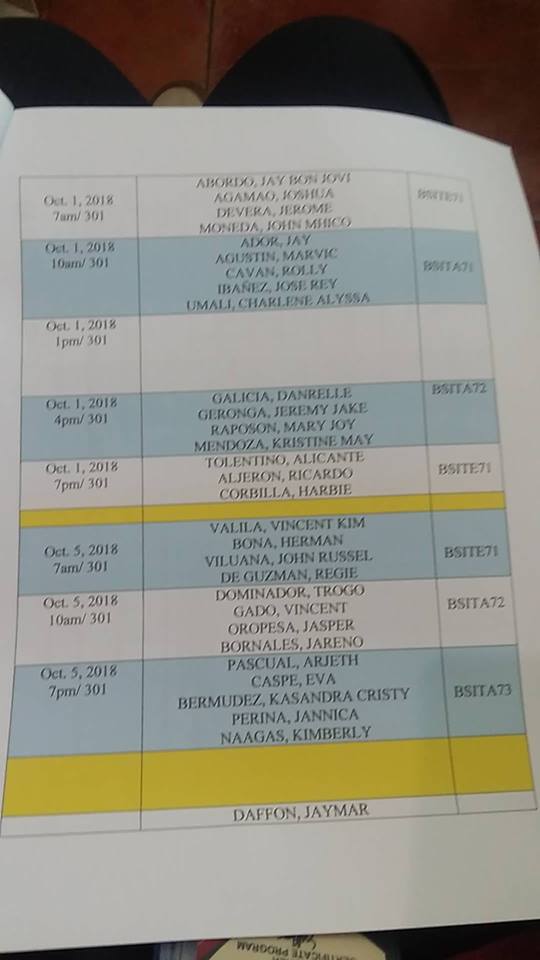 Oct. 1, 2018
7am/ 301
ABORDO, JAY BON JOVI
AGAMAO, JOSHUA
DEVERA, JEROME
MONEDA, JOHN MHICO
BSITE71
Oct. 1, 2018
10am/ 301
ADOR, JAY
AGUSTIN, MARVIC
CAVAN, ROLLY
IBAÑEZ, JOSE REY
UMALI, CHARLENE ALYSSA
BSITA71
Oct. 1, 2018
1pm/ 301
Oct. 1, 2018
4pm/ 301
GALICIA, DANRELLE
GERONGA, JEREMY JAKE
RAPOSON, MARY JOY
MENDOZA, KRISTINE MAY
BSITA72
Oct. 1, 2018
7pm/ 301
TOLENTINO, ALICANTE
ALJERON, RICARDO
CORBILLA, HARBIE
BSITE71
Oct. 5, 2018
7am/ 301
VALILA, VINCENT KIM
BONA, HERMAN
VILUANA, JOHN RUSSEL
DE GUZMAN, REGIE
BSITE71
Oct. 5, 2018
10am/ 301
DOMINADOR, TROGO
GADO, VINCENT
OROPESA, JASPER
BORNALES, JARENO
BSITA72
Oct. 5, 2018
7pm/ 301
PASCUAL, ARJETH
CASPE, EVA
BERMUDEZ, KASANDRA CRISTY
PERINA, JANNICA
NAAGAS, KIMBERLY
BSITA73
DAFFON, JAYMAR
CERTIFICATE PROGRAM